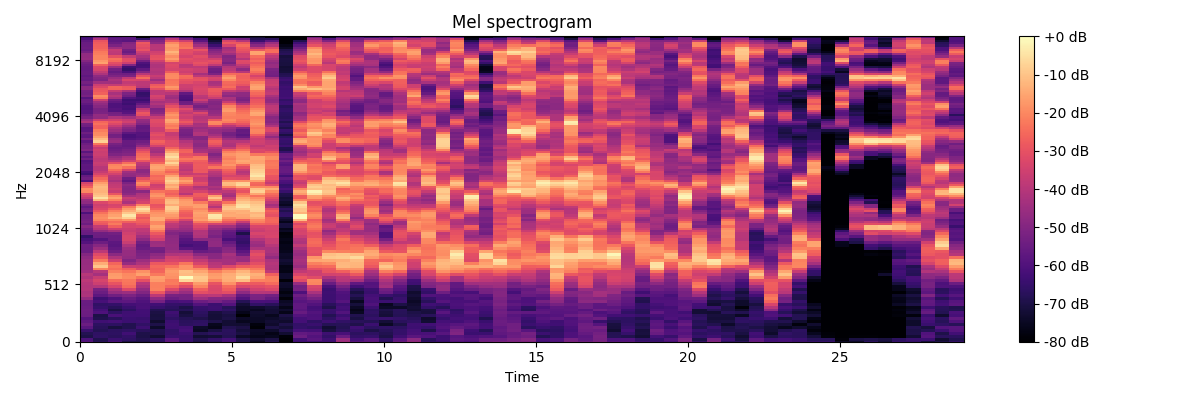 Mel spectrogram
8192
4096
2048
1024
512
0
Hz
0 5 10 15 20 25
Time
+0 dB
-10 dB
-20 dB
-30 dB
-40 dB
-50 dB
-60 dB
-70 dB
-80 dB